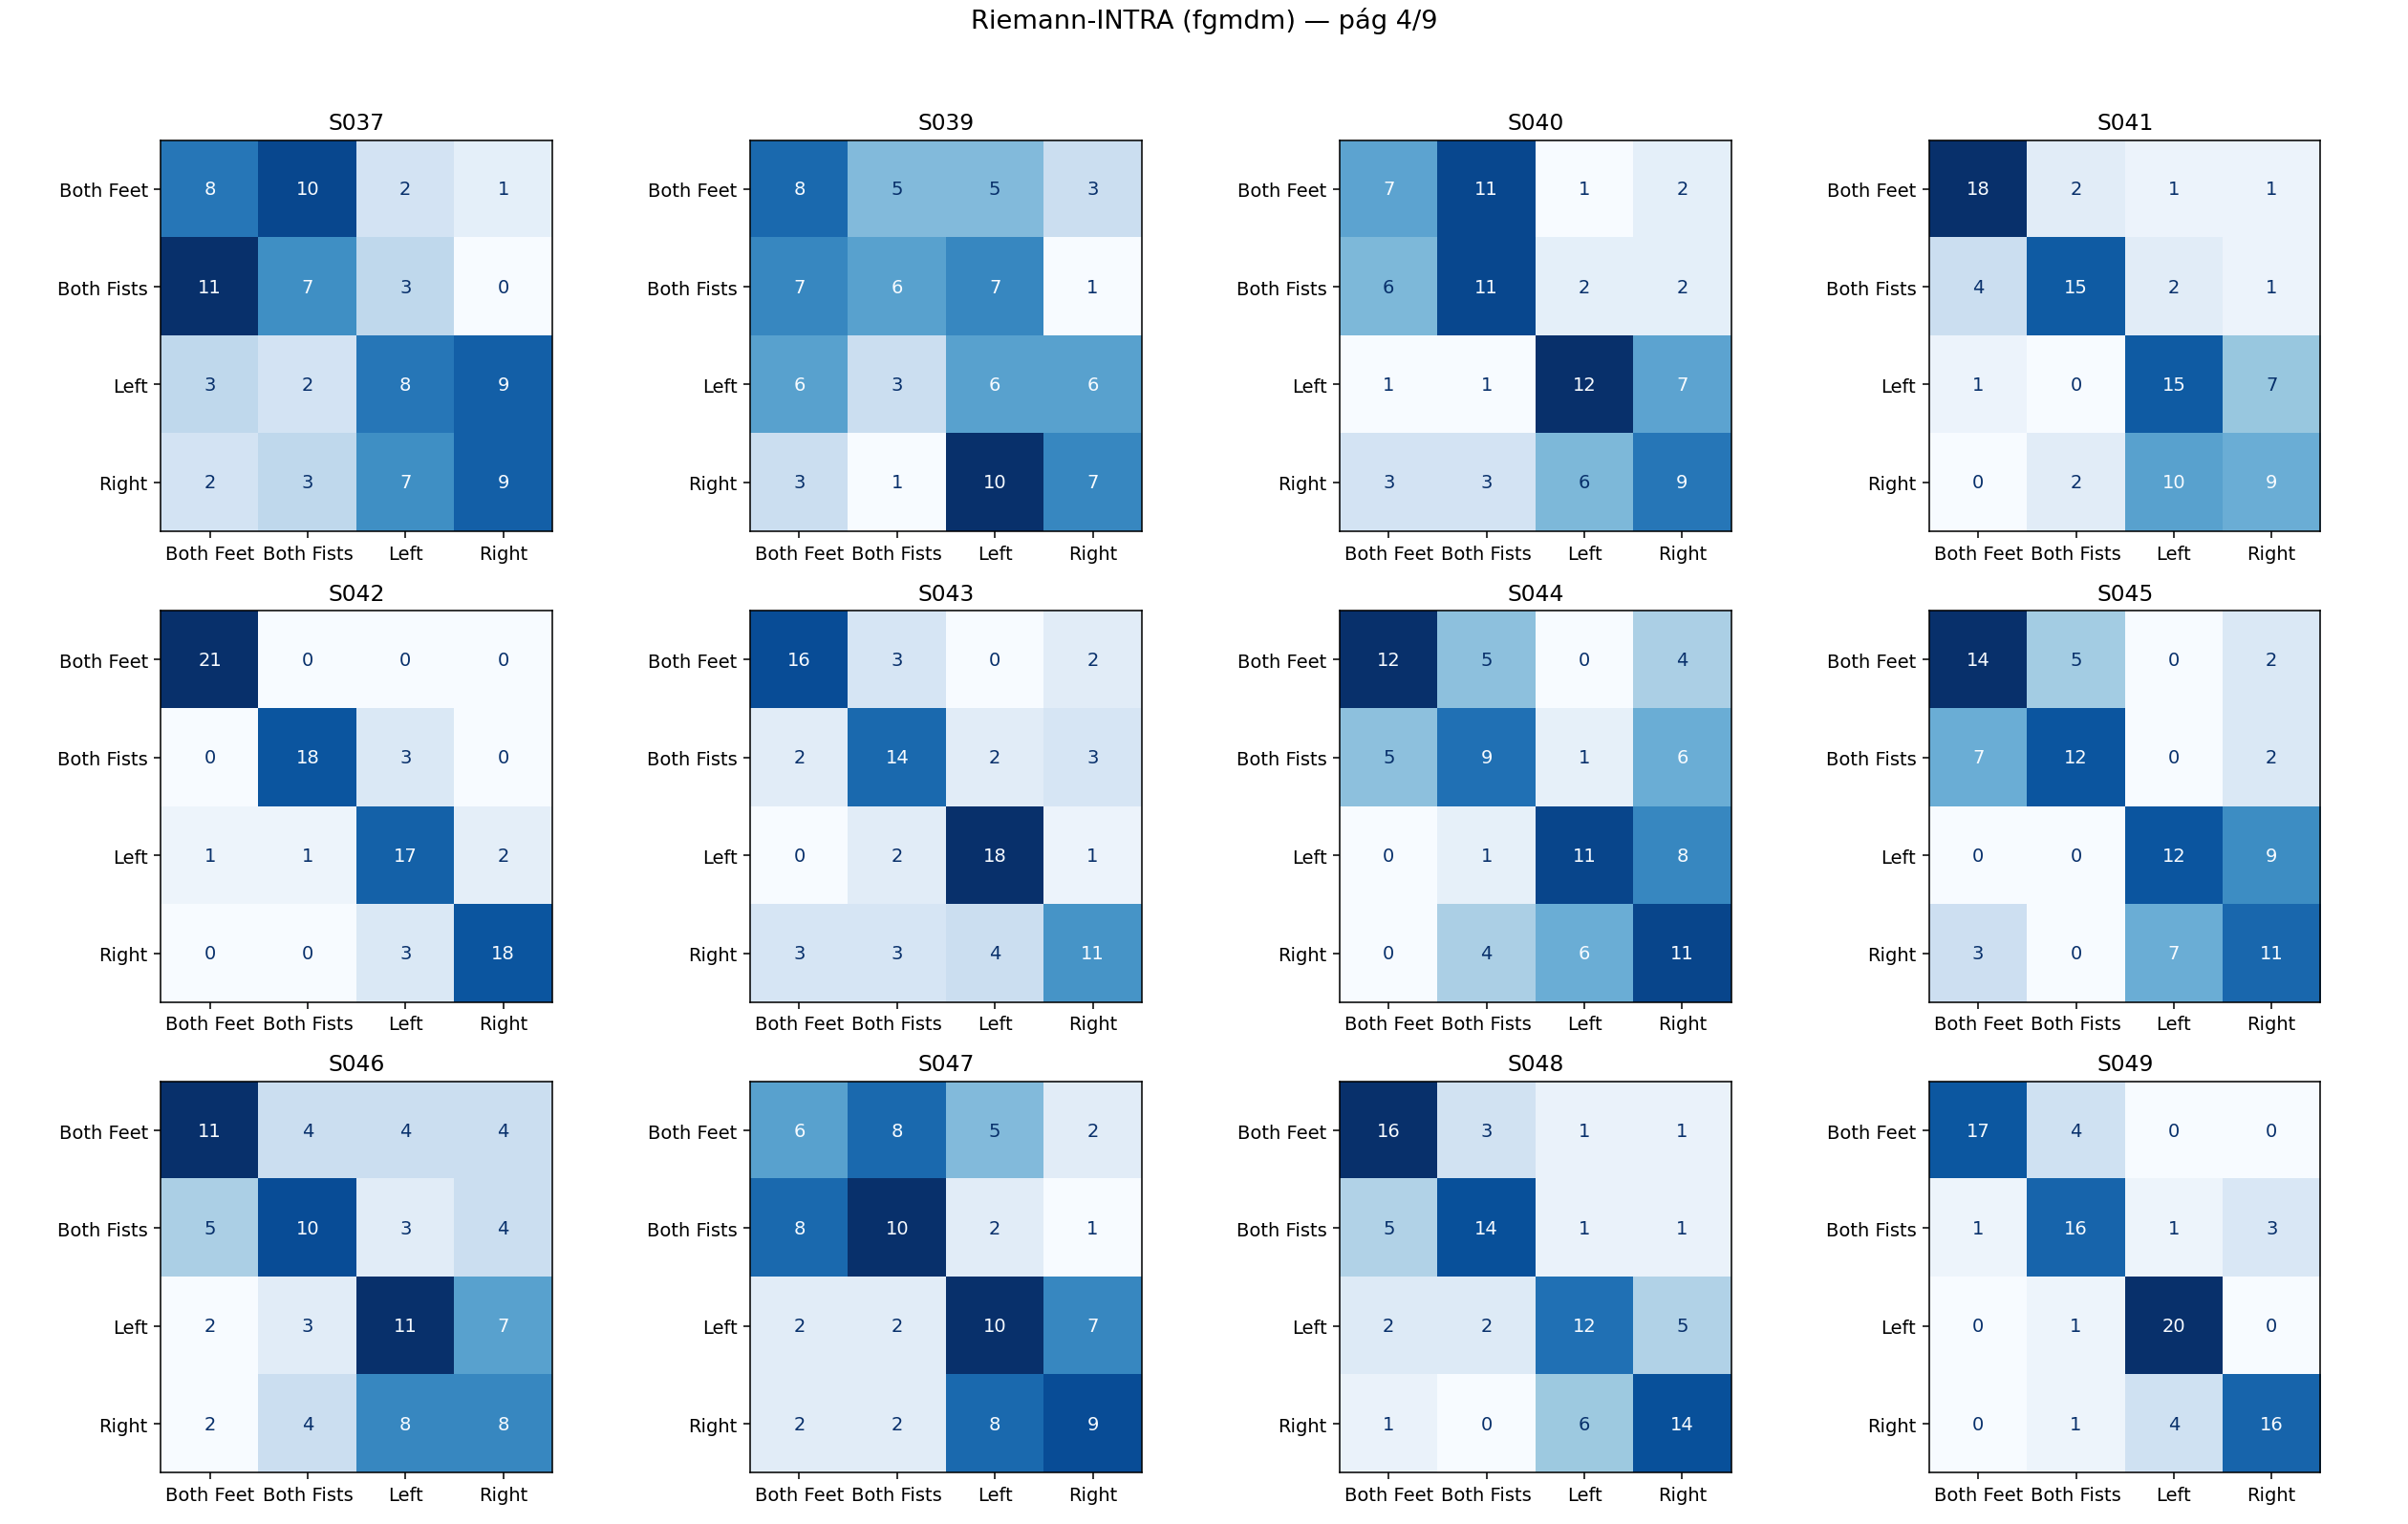 Riemann-INTRA (fgmdm) — pág 4/9
S037
Both Feet 8 10 2 1
Both Fists 11 7 3 0
Left 3 2 8 9
Right 2 3 7 9
Both Feet Both Fists Left Right
S039
Both Feet 8 5 5 3
Both Fists 7 6 7 1
Left 6 3 6 6
Right 3 1 10 7
Both Feet Both Fists Left Right
S040
Both Feet 7 11 1 2
Both Fists 6 11 2 2
Left 1 1 12 7
Right 3 3 6 9
Both Feet Both Fists Left Right
S041
Both Feet 18 2 1 1
Both Fists 4 15 2 1
Left 1 0 15 7
Right 0 2 10 9
Both Feet Both Fists Left Right
S042
Both Feet 21 0 0 0
Both Fists 0 18 3 0
Left 1 1 17 2
Right 0 0 3 18
Both Feet Both Fists Left Right
S043
Both Feet 16 3 0 2
Both Fists 2 14 2 3
Left 0 2 18 1
Right 3 3 4 11
Both Feet Both Fists Left Right
S044
Both Feet 12 5 0 4
Both Fists 5 9 1 6
Left 0 1 11 8
Right 0 4 6 11
Both Feet Both Fists Left Right
S045
Both Feet 14 5 0 2
Both Fists 7 12 0 2
Left 0 0 12 9
Right 3 0 7 11
Both Feet Both Fists Left Right
S046
Both Feet 11 4 4 4
Both Fists 5 10 3 4
Left 2 3 11 7
Right 2 4 8 8
Both Feet Both Fists Left Right
S047
Both Feet 6 8 5 2
Both Fists 8 10 2 1
Left 2 2 10 7
Right 2 2 8 9
Both Feet Both Fists Left Right
S048
Both Feet 16 3 1 1
Both Fists 5 14 1 1
Left 2 2 12 5
Right 1 0 6 14
Both Feet Both Fists Left Right
S049
Both Feet 17 4 0 0
Both Fists 1 16 1 3
Left 0 1 20 0
Right 0 1 4 16
Both Feet Both Fists Left Right